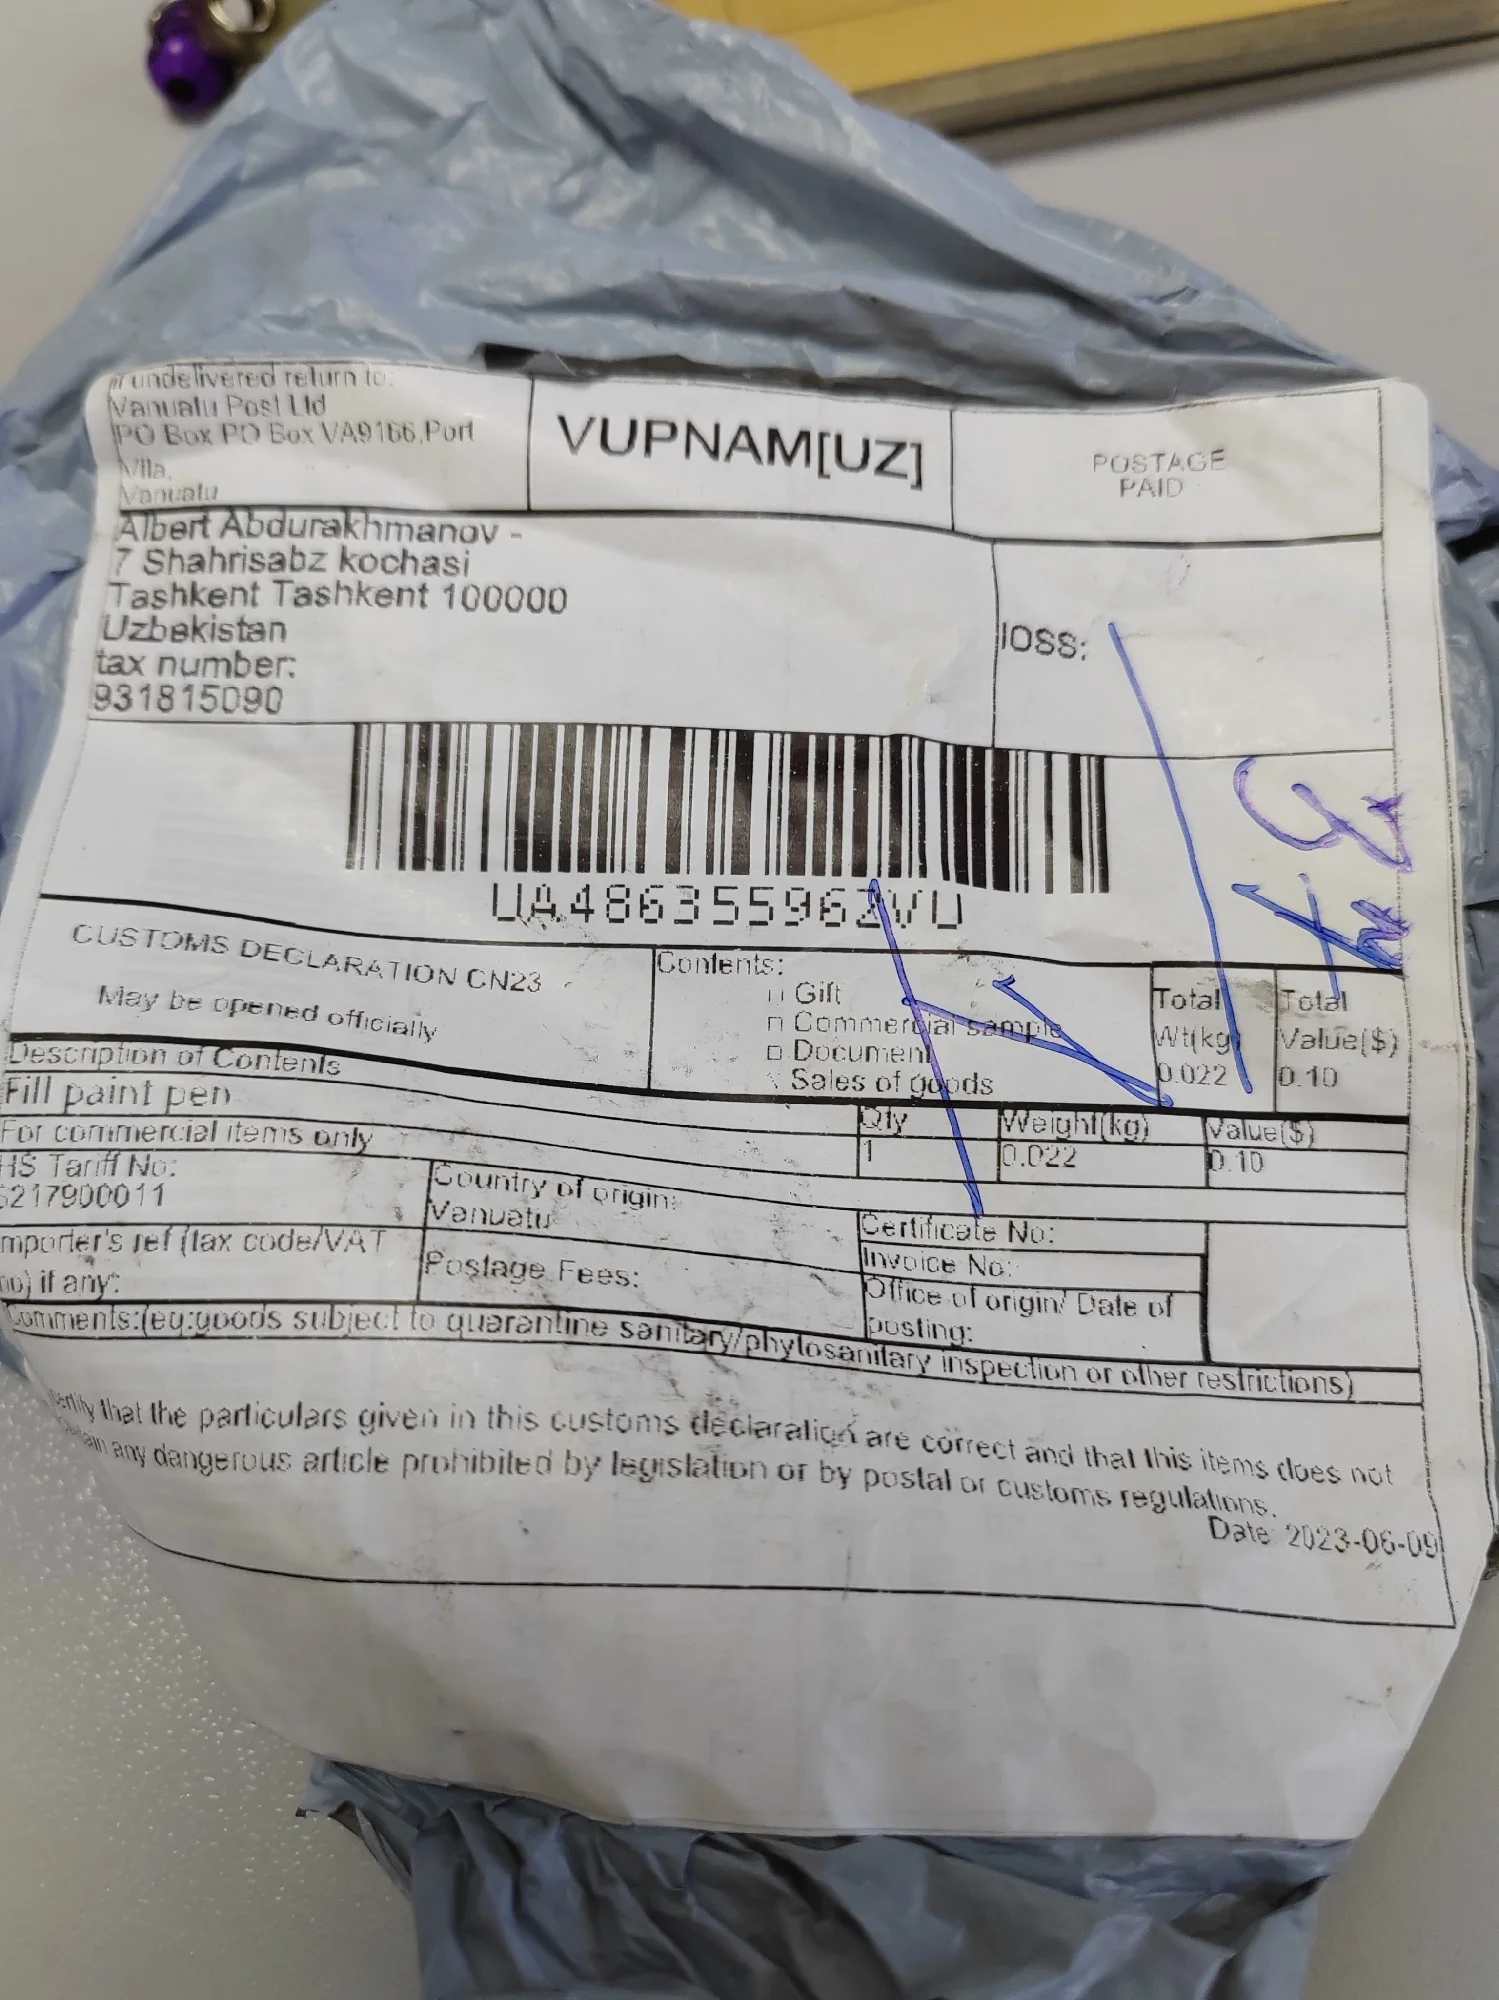 If undelivered return to:
Vanuatu Post Ltd
PO Box PO Box VA9166,Port
Vila,
Vanuatu
VUPNAM[UZ]
POSTAGE
PAID
Albert Abdurakhmanov -
7 Shahrisabz kochasi
Tashkent Tashkent 100000
Uzbekistan
tax number:
931815090
IOSS:
UA486355962VU
CUSTOMS DECLARATION CN23
May be opened officially
Contents:
Gift
Commercial sample
Document
Sales of goods
Total
Wt(kg)
0.022
Total
Value($)
0.10
Description of Contents
Fill paint pen
Qty
Weight(kg)
Value($)
1
0.022
0.10
For commercial items only
HS Tariff No:
217900011
Country of origin:
Vanuatu
Importer's ref (tax code/VAT
no) if any:
Postage Fees:
Certificate No:
Invoice No:
Office of origin/ Date of
posting:
Comments:(eg:goods subject to quarantine sanitary/phytosanitary inspection or other restrictions)
certify that the particulars given in this customs declaration are correct and that this items does not
any dangerous article prohibited by legislation or by postal or customs regulations.
Date: 2023-06-09